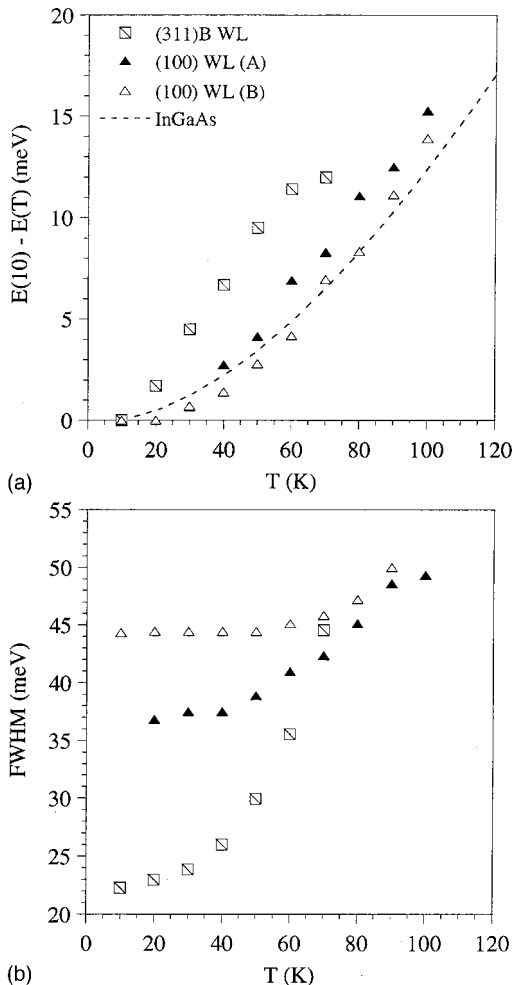 20
(311)B WL
(100) WL (A)
(100) WL (B)
InGaAs
15
10
5
0
E(10) - E(T) (meV)
0 20 40 60 80 100 120
(a)
T (K)
55
50
45
40
35
30
25
20
FWHM (meV)
0 20 40 60 80 100 120
(b)
T (K)